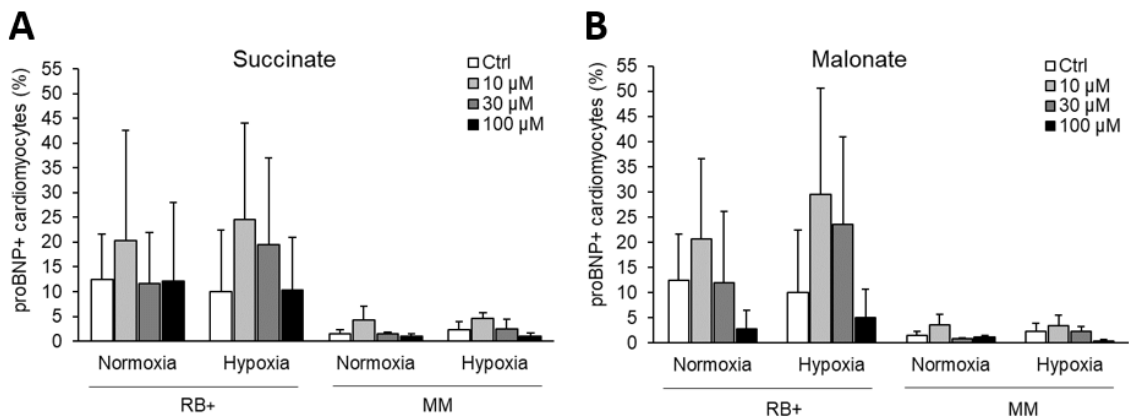 A
Succinate
proBNP+ cardiomyocytes (%)
55
50
45
40
35
30
25
20
15
10
5
0
Ctrl
10 µM
30 µM
100 µM
Normoxia Hypoxia Normoxia Hypoxia
RB+ MM
B
Malonate
proBNP+ cardiomyocytes (%)
55
50
45
40
35
30
25
20
15
10
5
0
Ctrl
10 µM
30 µM
100 µM
Normoxia Hypoxia Normoxia Hypoxia
RB+ MM